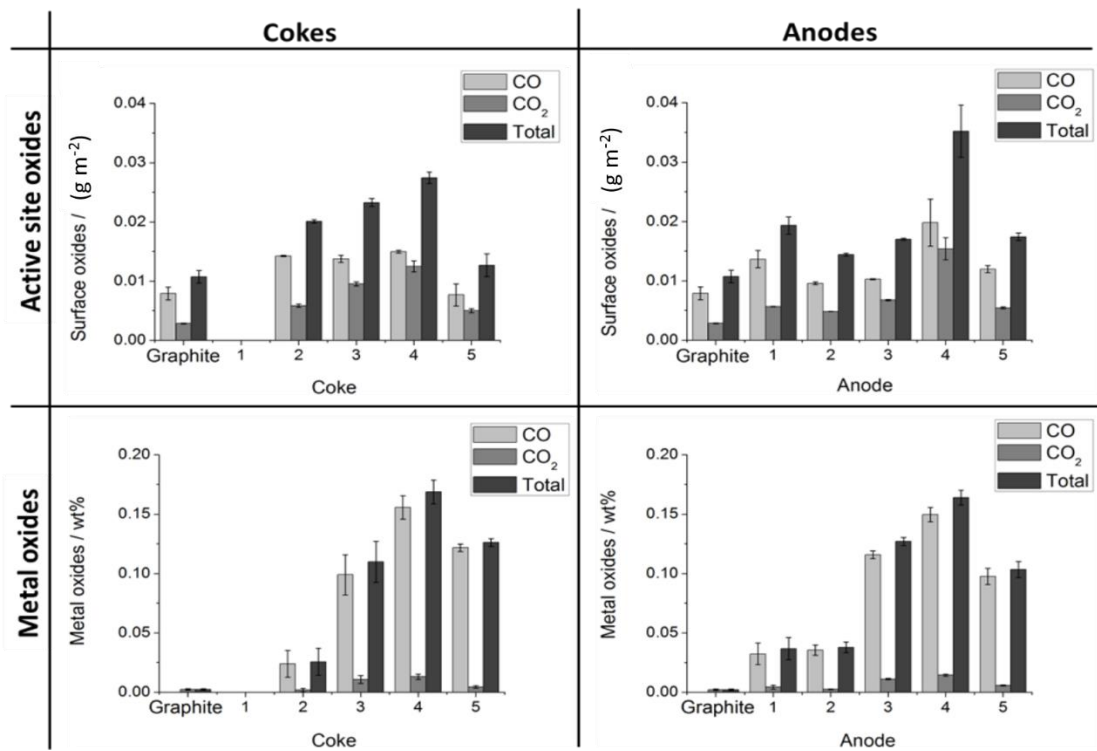 Cokes
Anodes
Active site oxides
Surface oxides / (g m⁻²)
0.04
0.03
0.02
0.01
0.00
CO
CO₂
Total
Graphite 1 2 3 4 5
Coke
Surface oxides / (g m⁻²)
0.04
0.03
0.02
0.01
0.00
CO
CO₂
Total
Graphite 1 2 3 4 5
Anode
Metal oxides
Metal oxides / wt%
0.20
0.15
0.10
0.05
0.00
CO
CO₂
Total
Graphite 1 2 3 4 5
Coke
Metal oxides / wt%
0.20
0.15
0.10
0.05
0.00
CO
CO₂
Total
Graphite 1 2 3 4 5
Anode